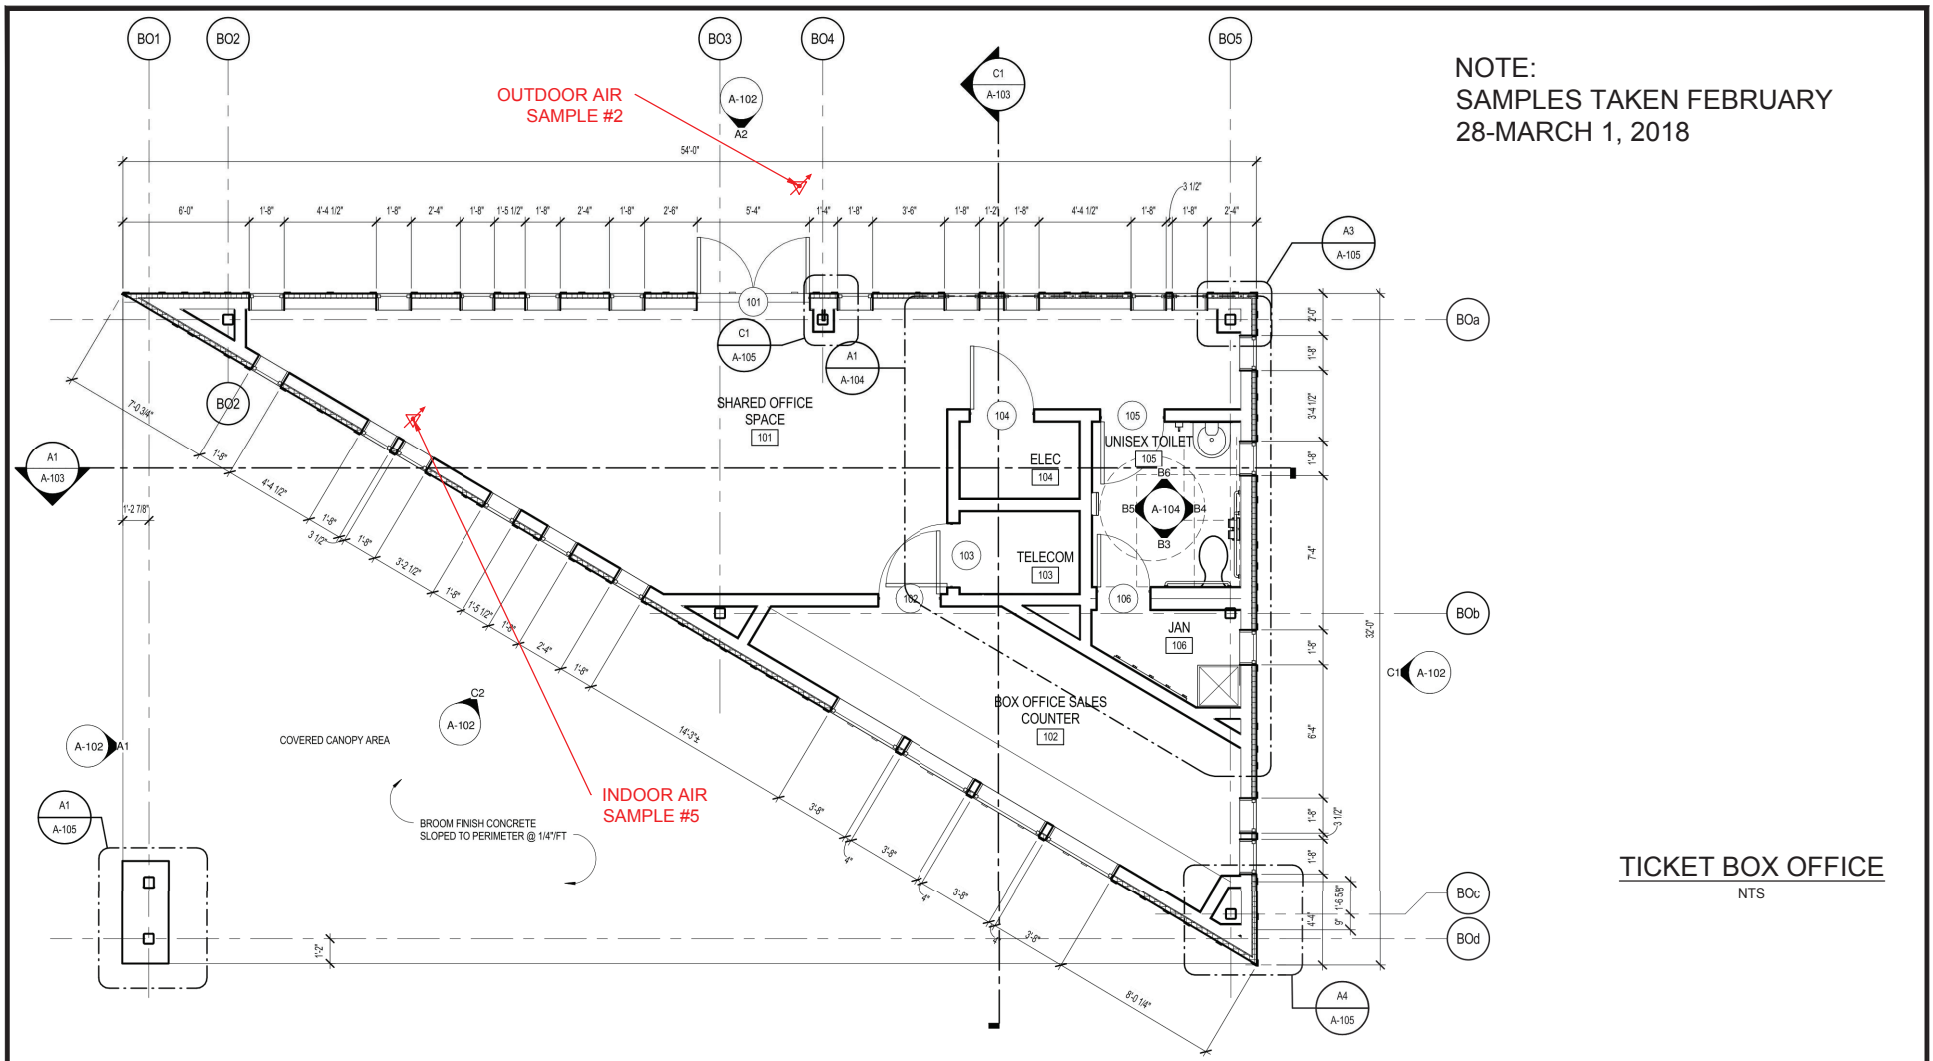 BO1
BO2
BO3
BO4
BO5
C1
A-103
NOTE:
SAMPLES TAKEN FEBRUARY
28-MARCH 1, 2018
OUTDOOR AIR
SAMPLE #2
A-102
A2
54'-0"
3 1/2"
6'-0"
1'-8"
4'-4 1/2"
1'-8"
2'-4"
1'-8"
1'-5 1/2"
1'-8"
2'-4"
1'-8"
2'-6"
5'-4"
1'-4"
1'-8"
3'-6"
1'-8"
1'-2"
1'-8"
4'-4 1/2"
1'-8"
1'-8"
2'-4"
A3
A-105
101
C1
A-105
A1
A-104
BOa
2'-0"
1'-8"
3'-4 1/2"
1'-8"
7'-4"
1'-8"
6'-4"
1'-8"
3 1/2"
1'-8"
1'-6 5/8"
9"
4'-4"
32'-0"
BO2
7'-0 3/4"
SHARED OFFICE
SPACE
101
104
105
UNISEX TOILET
105
ELEC
104
B6
B5
A-104
B4
B3
A1
A-103
1'-2 7/8"
1'-8"
4'-4 1/2"
1'-8"
3 1/2"
1'-8"
3'-2 1/2"
1'-8"
1'-5 1/2"
1'-8"
2'-4"
1'-8"
14'-3"±
3'-8"
4"
3'-8"
4"
3'-8"
4"
3'-8"
8'-0 1/4"
103
TELECOM
103
102
106
JAN
106
BOb
C1
A-102
BOX OFFICE SALES
COUNTER
102
C2
A-102
A-102
A1
COVERED CANOPY AREA
INDOOR AIR
SAMPLE #5
BROOM FINISH CONCRETE
SLOPED TO PERIMETER @ 1/4"/FT
A1
A-105
1'-2"
TICKET BOX OFFICE
NTS
BOc
BOd
A4
A-105